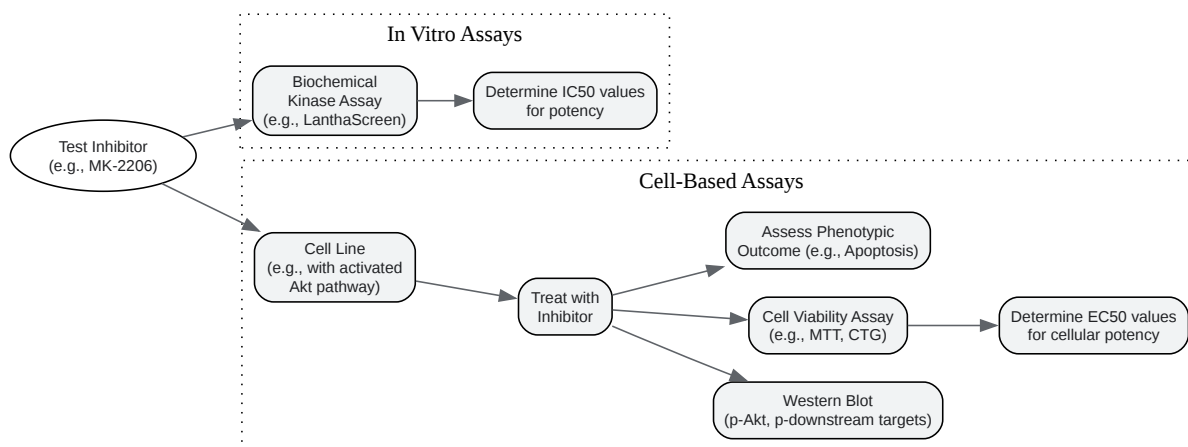 In Vitro Assays
Biochemical
Kinase Assay
(e.g., LanthaScreen)
Determine IC50 values
for potency
Test Inhibitor
(e.g., MK-2206)
Cell-Based Assays
Cell Line
(e.g., with activated
Akt pathway)
Treat with
Inhibitor
Assess Phenotypic
Outcome (e.g., Apoptosis)
Cell Viability Assay
(e.g., MTT, CTG)
Determine EC50 values
for cellular potency
Western Blot
(p-Akt, p-downstream targets)